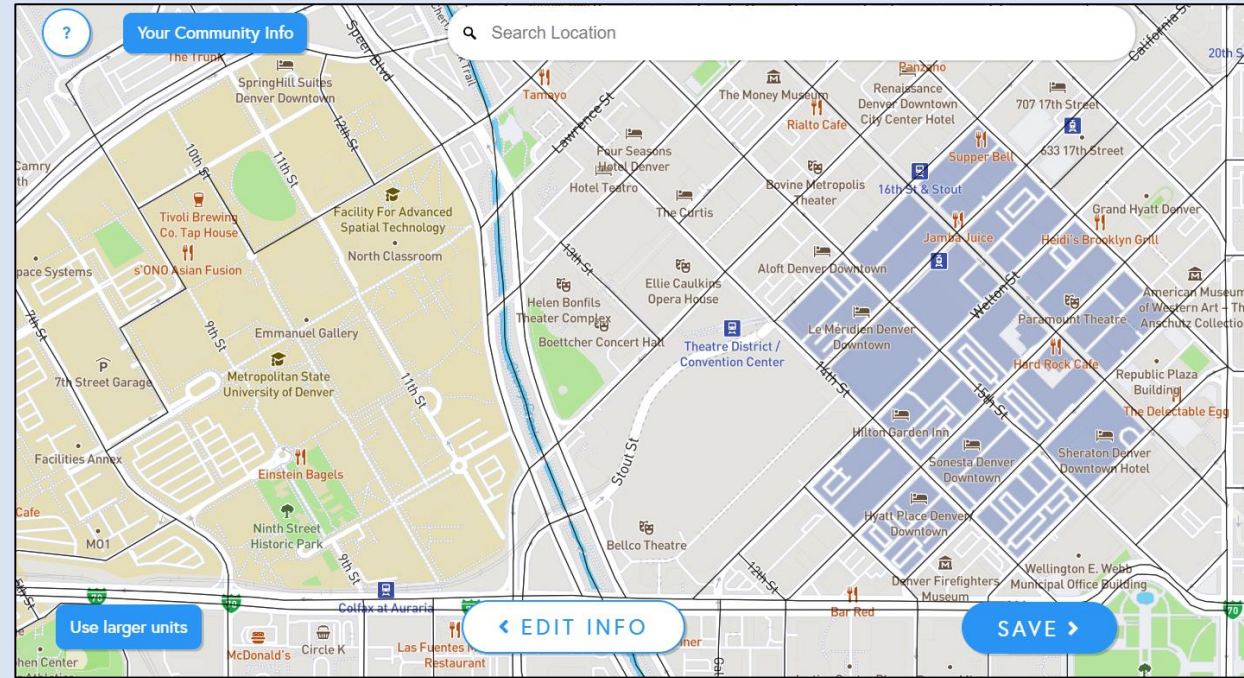 ?
Your Community Info
Search Location
The Trunk
Speer Blvd
Trail
California St
20th S
SpringHill Suites
Denver Downtown
12th St
Tamayo
Lawrence St
The Money Museum
Panzano
Renaissance
Denver Downtown
City Center Hotel
Rialto Cafe
707 17th Street
633 17th Street
Supper Bell
10th St
11th St
Camry
th
Four Seasons
Hotel Denver
Hotel Teatro
Bovine Metropolis
Theater
16th St & Stout
The Curtis
Tivoli Brewing
Co. Tap House
Facility For Advanced
Spatial Technology
Grand Hyatt Denver
Jamba Juice
Heidi's Brooklyn Grill
North Classroom
13th St
pace Systems
s'ONO Asian Fusion
Ellie Caulkins
Opera House
Aloft Denver Downtown
American Museum
of Western Art – Th
Anschutz Collectio
Welton St
Helen Bonfils
Theater Complex
Boettcher Concert Hall
Paramount Theatre
7th St
9th St
Emmanuel Gallery
Le Méridien Denver
Downtown
Theatre District /
Convention Center
14th St
Hard Rock Cafe
Republic Plaza
Building
P
7th Street Garage
Metropolitan State
University of Denver
11th St
15th St
The Delectable Egg
Hilton Garden Inn
Sonesta Denver
Downtown
Sheraton Denver
Downtown Hotel
Facilities Annex
Einstein Bagels
Stout St
Cafe
M01
Ninth Street
Historic Park
Hyatt Place Denver
Downtown
Bellco Theatre
9th St
12th St
Denver Firefighters
Museum
Wellington E. Webb
Municipal Office Building
70
70
70
Colfax at Auraria
Bar Red
Use larger units
EDIT INFO
SAVE
McDonald's
Circle K
Las Fuentes
Restaurant
ner
Gal
hen Center